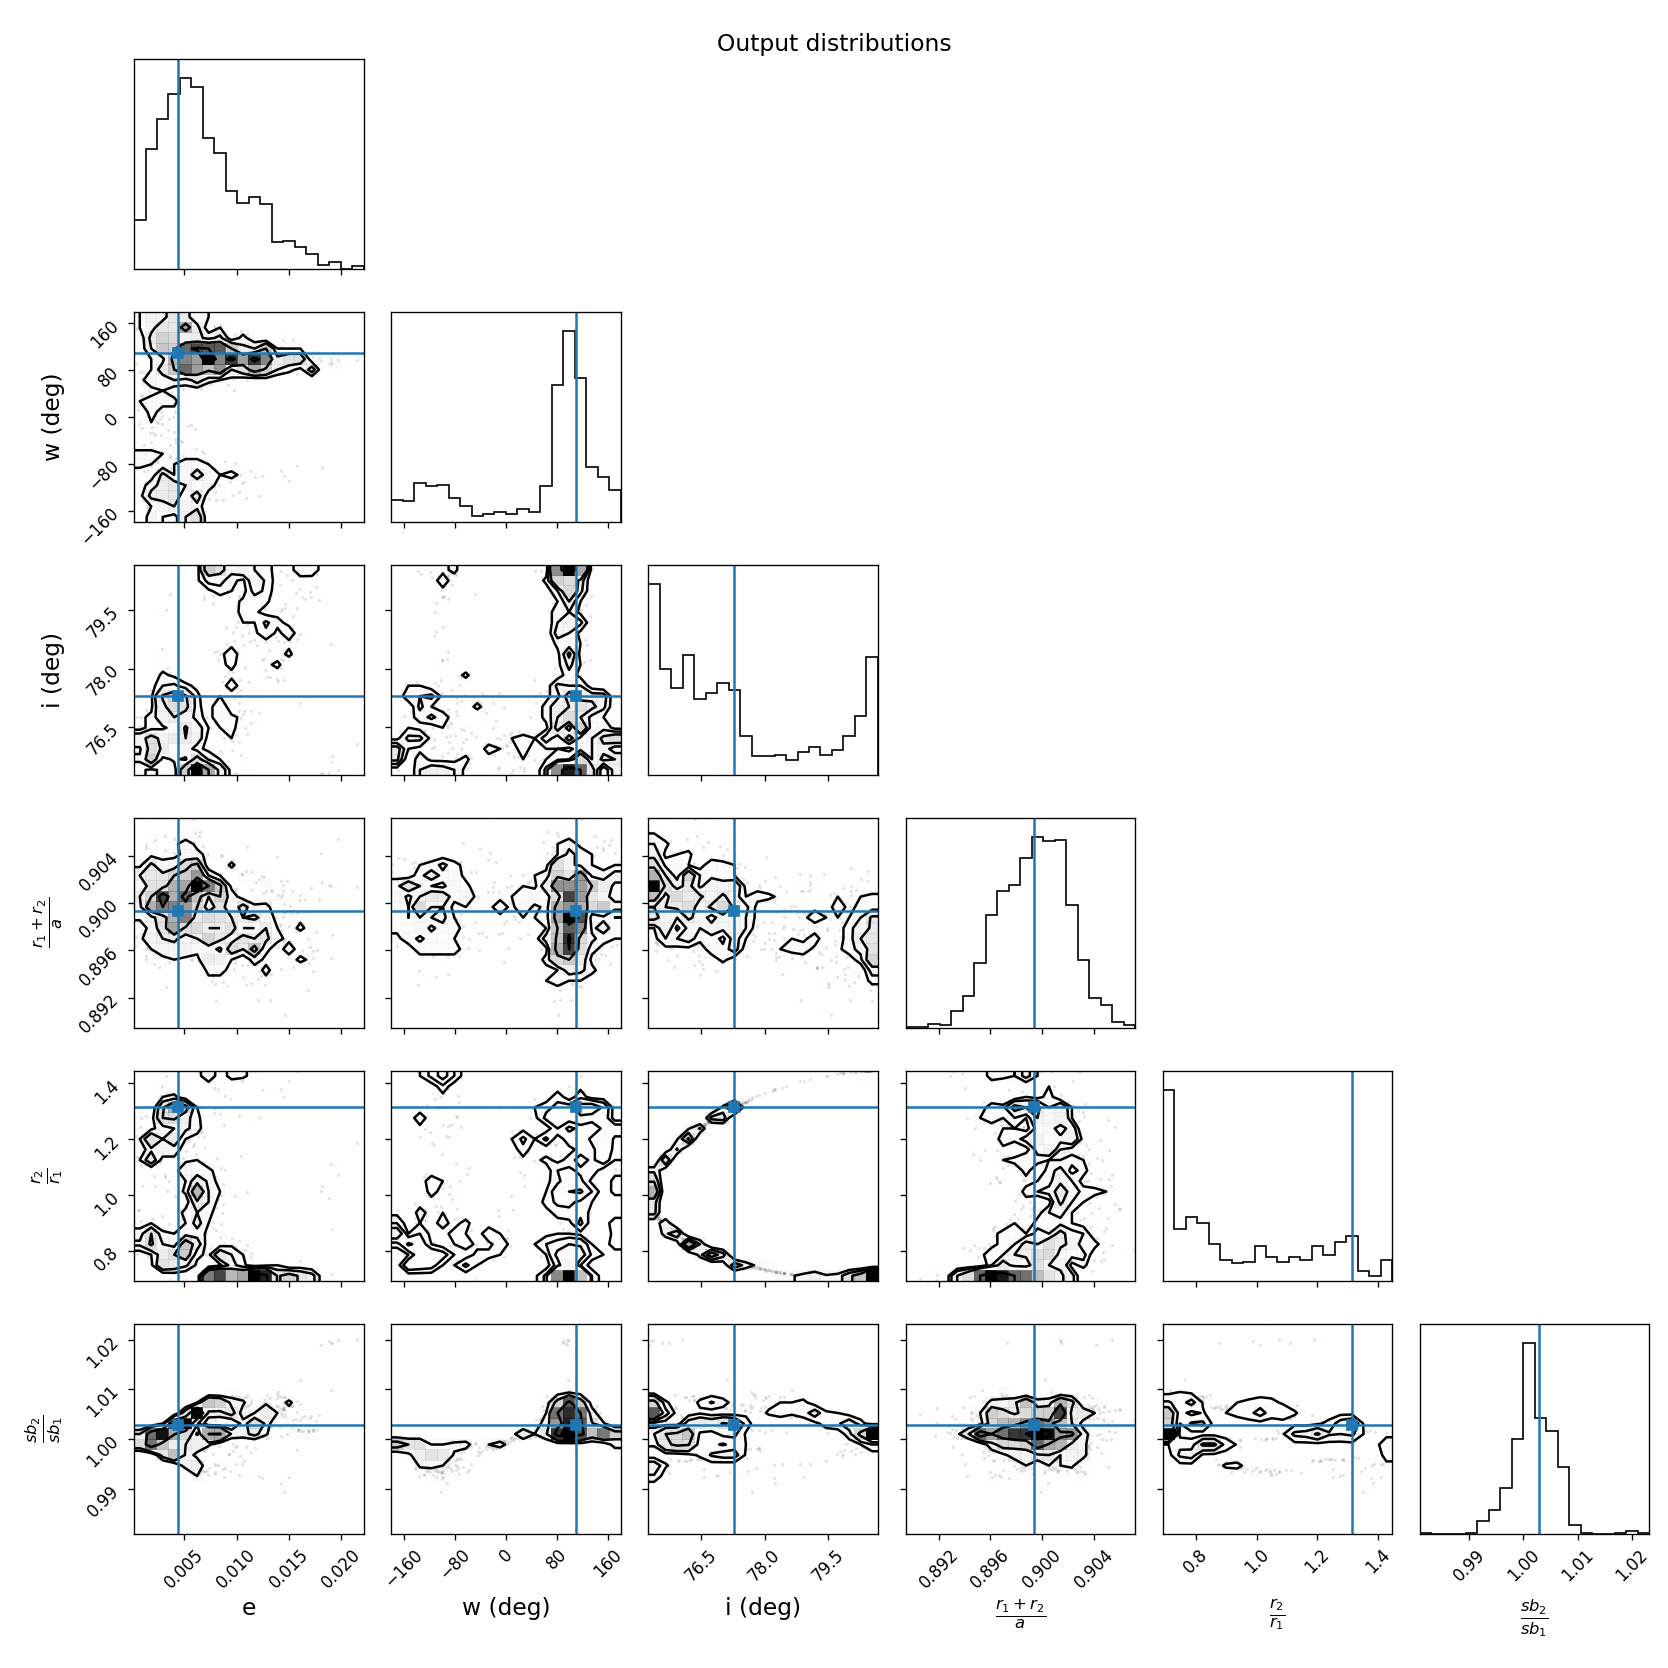 Output distributions
w (deg)
160
80
0
−80
−160
i (deg)
79.5
78.0
76.5
r₁ + r₂
a
0.904
0.900
0.896
0.892
r₂
r₁
1.4
1.2
1.0
0.8
sb₂
sb₁
1.02
1.01
1.00
0.99
0.005 0.010 0.015 0.020 −160 −80 0 80 160 76.5 78.0 79.5 0.892 0.896 0.900 0.904 0.8 1.0 1.2 1.4 0.99 1.00 1.01 1.02
e w (deg) i (deg)
r₁ + r₂
a
r₂
r₁
sb₂
sb₁